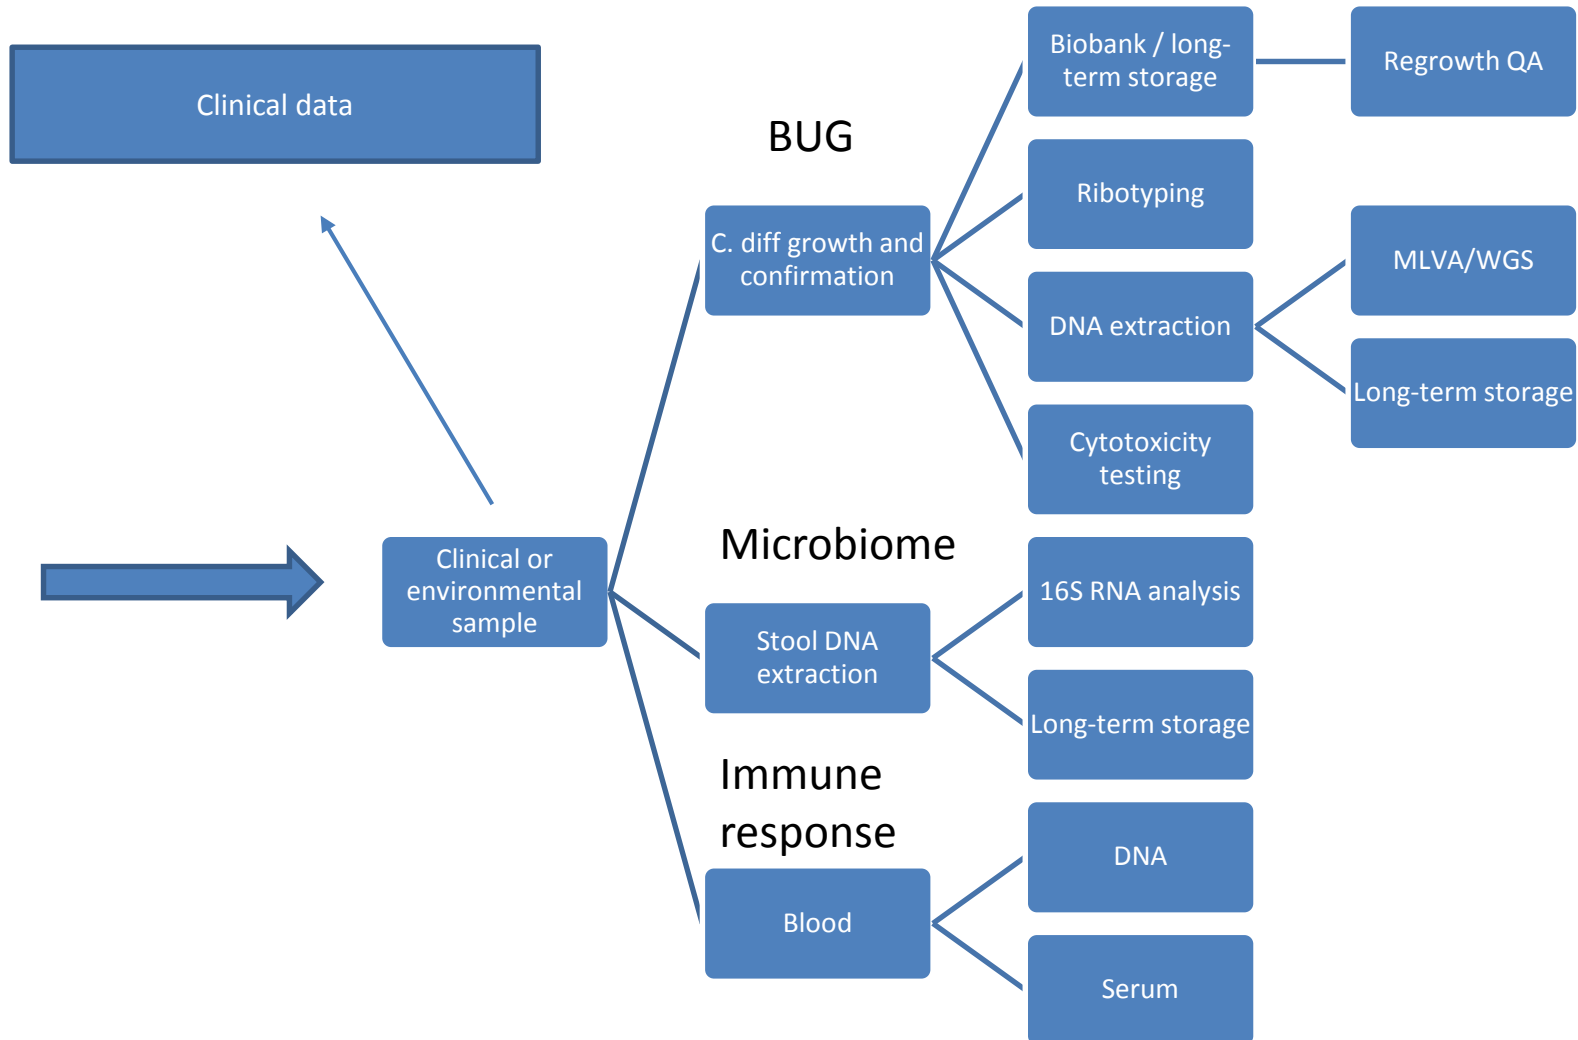 Clinical data
BUG
Biobank / long-
term storage
Regrowth QA
Ribotyping
C. diff growth and
confirmation
MLVA/WGS
DNA extraction
Long-term storage
Cytotoxicity
testing
Microbiome
Clinical or
environmental
sample
16S RNA analysis
Stool DNA
extraction
Long-term storage
Immune
response
DNA
Blood
Serum